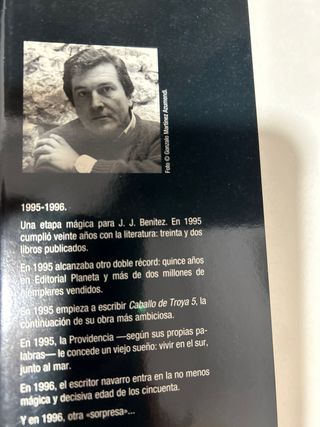 Foto © Gonzalo Martínez Azumendi.
1995-1996.
Una etapa mágica para J. J. Benítez. En 1995
cumplió veinte años con la literatura: treinta y dos
libros publicados.
En 1995 alcanzaba otro doble récord: quince años
en Editorial Planeta y más de dos millones de
ejemplares vendidos.
En 1995 empieza a escribir Caballo de Troya 5, la
continuación de su obra más ambiciosa.
En 1995, la Providencia —según sus propias pa-
labras— le concede un viejo sueño: vivir en el sur,
junto al mar.
En 1996, el escritor navarro entra en la no menos
mágica y decisiva edad de los cincuenta.
Y en 1996, otra «sorpresa»...